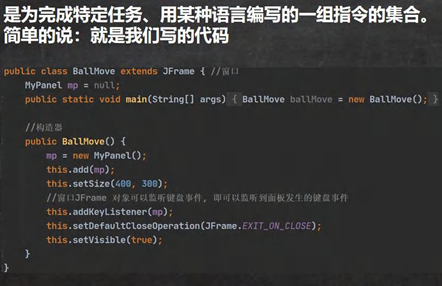 是为完成特定任务、用某种语言编写的一组指令的集合。
简单的说：就是我们写的代码
public class BallMove extends JFrame { //窗口
MyPanel mp = null;
public static void main(String[] args) { BallMove ballMove = new BallMove(); }
//构造器
public BallMove() {
mp = new MyPanel();
this.add(mp);
this.setSize(400, 300);
//窗口JFrame 对象可以监听键盘事件, 即可以监听到面板发生的键盘事件
this.addKeyListener(mp);
this.setDefaultCloseOperation(JFrame.EXIT_ON_CLOSE);
this.setVisible(true);
}
}